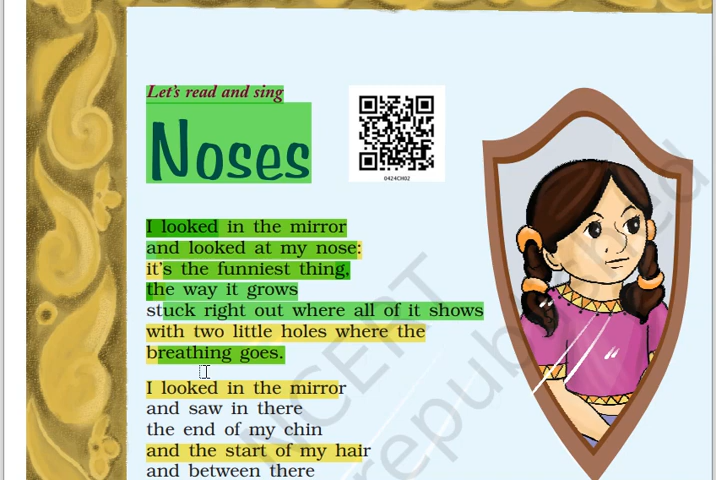 Let's read and sing
Noses
0424CH02
I looked in the mirror
and looked at my nose:
it's the funniest thing,
the way it grows
stuck right out where all of it shows
with two little holes where the
breathing goes.
I looked in the mirror
and saw in there
the end of my chin
and the start of my hair
and between there
NCERT
republished